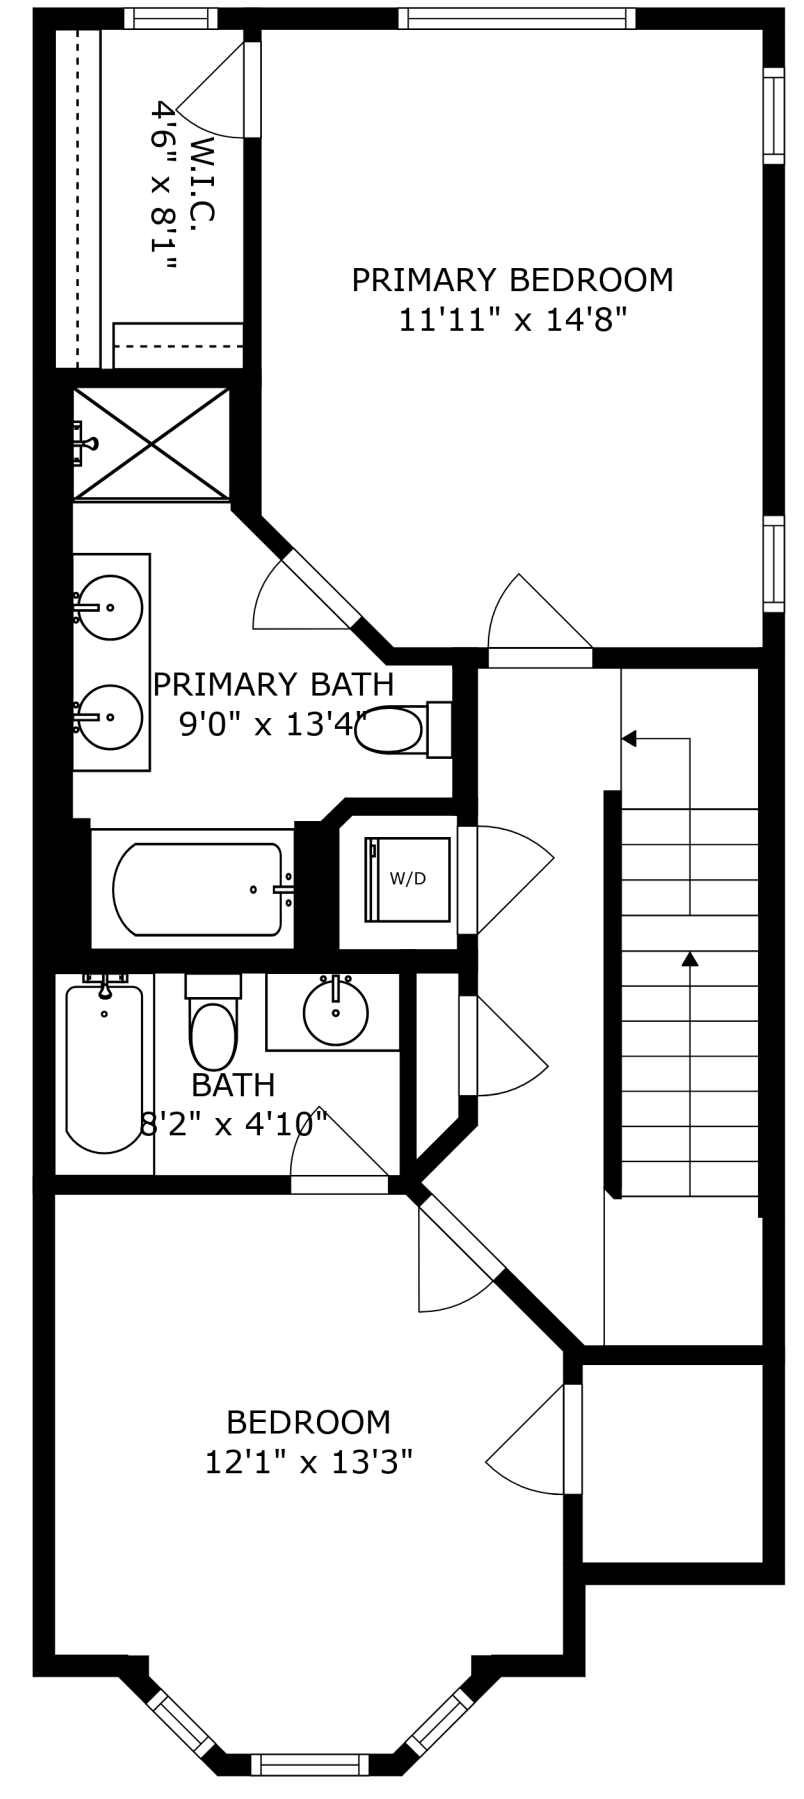 W.I.C.
4'6" x 8'1"
PRIMARY BEDROOM
11'11" x 14'8"
PRIMARY BATH
9'0" x 13'4"
W/D
BATH
8'2" x 4'10"
BEDROOM
12'1" x 13'3"